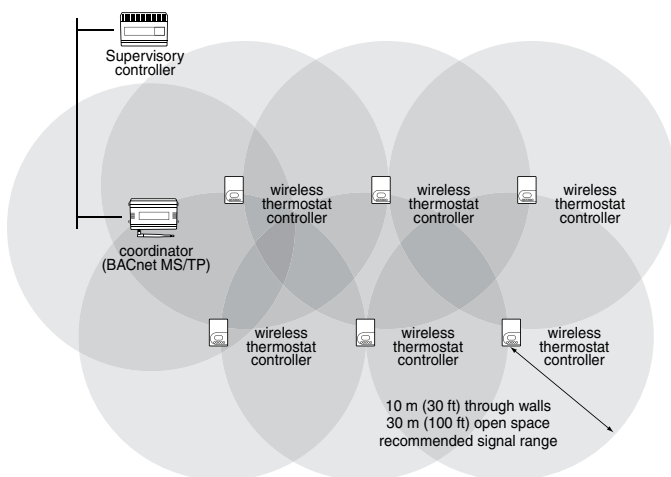 Supervisory
controller
wireless
thermostat
controller
wireless
thermostat
controller
wireless
thermostat
controller
coordinator
(BACnet MS/TP)
wireless
thermostat
controller
wireless
thermostat
controller
wireless
thermostat
controller
10 m (30 ft) through walls
30 m (100 ft) open space
recommended signal range